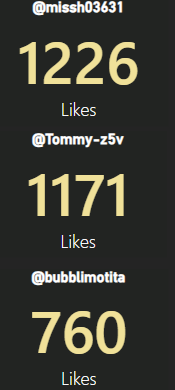 @missh03631
1226
Likes
@Tommy-z5v
1171
Likes
@bubblimotita
760
Likes